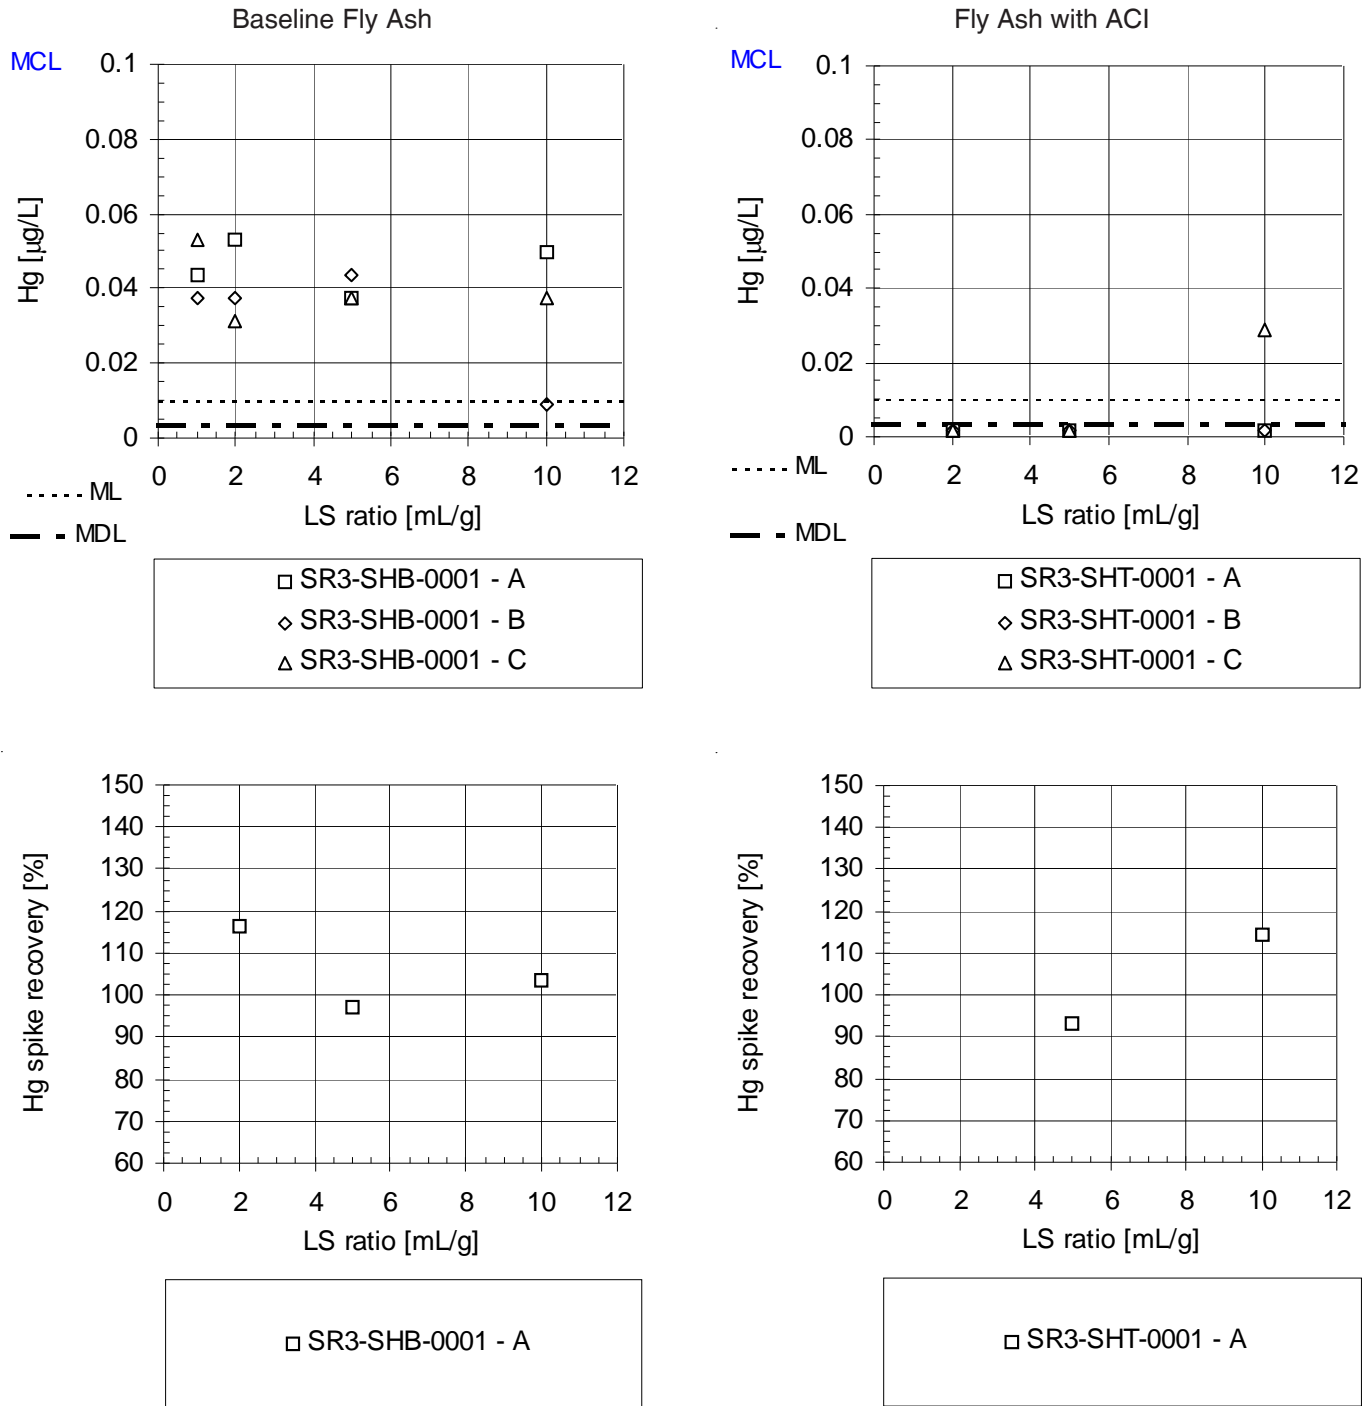 Baseline Fly Ash
MCL
0.1
0.08
0.06
0.04
0.02
0
Hg [µg/L]
0 2 4 6 8 10 12
LS ratio [mL/g]
ML
MDL
SR3-SHB-0001 - A
SR3-SHB-0001 - B
SR3-SHB-0001 - C
Fly Ash with ACI
MCL
0.1
0.08
0.06
0.04
0.02
0
Hg [µg/L]
0 2 4 6 8 10 12
LS ratio [mL/g]
ML
MDL
SR3-SHT-0001 - A
SR3-SHT-0001 - B
SR3-SHT-0001 - C
150
140
130
120
110
100
90
80
70
60
Hg spike recovery [%]
0 2 4 6 8 10 12
LS ratio [mL/g]
SR3-SHB-0001 - A
150
140
130
120
110
100
90
80
70
60
Hg spike recovery [%]
0 2 4 6 8 10 12
LS ratio [mL/g]
SR3-SHT-0001 - A